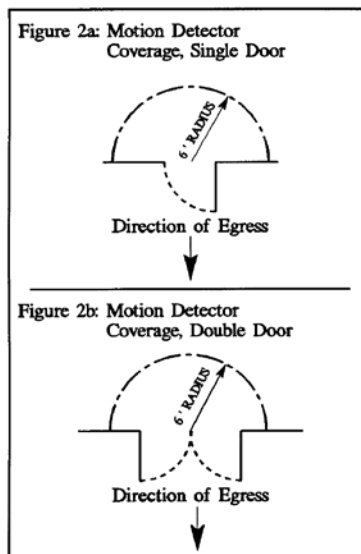 Figure 2a: Motion Detector
Coverage, Single Door
6' RADIUS
Direction of Egress
Figure 2b: Motion Detector
Coverage, Double Door
6' RADIUS
Direction of Egress